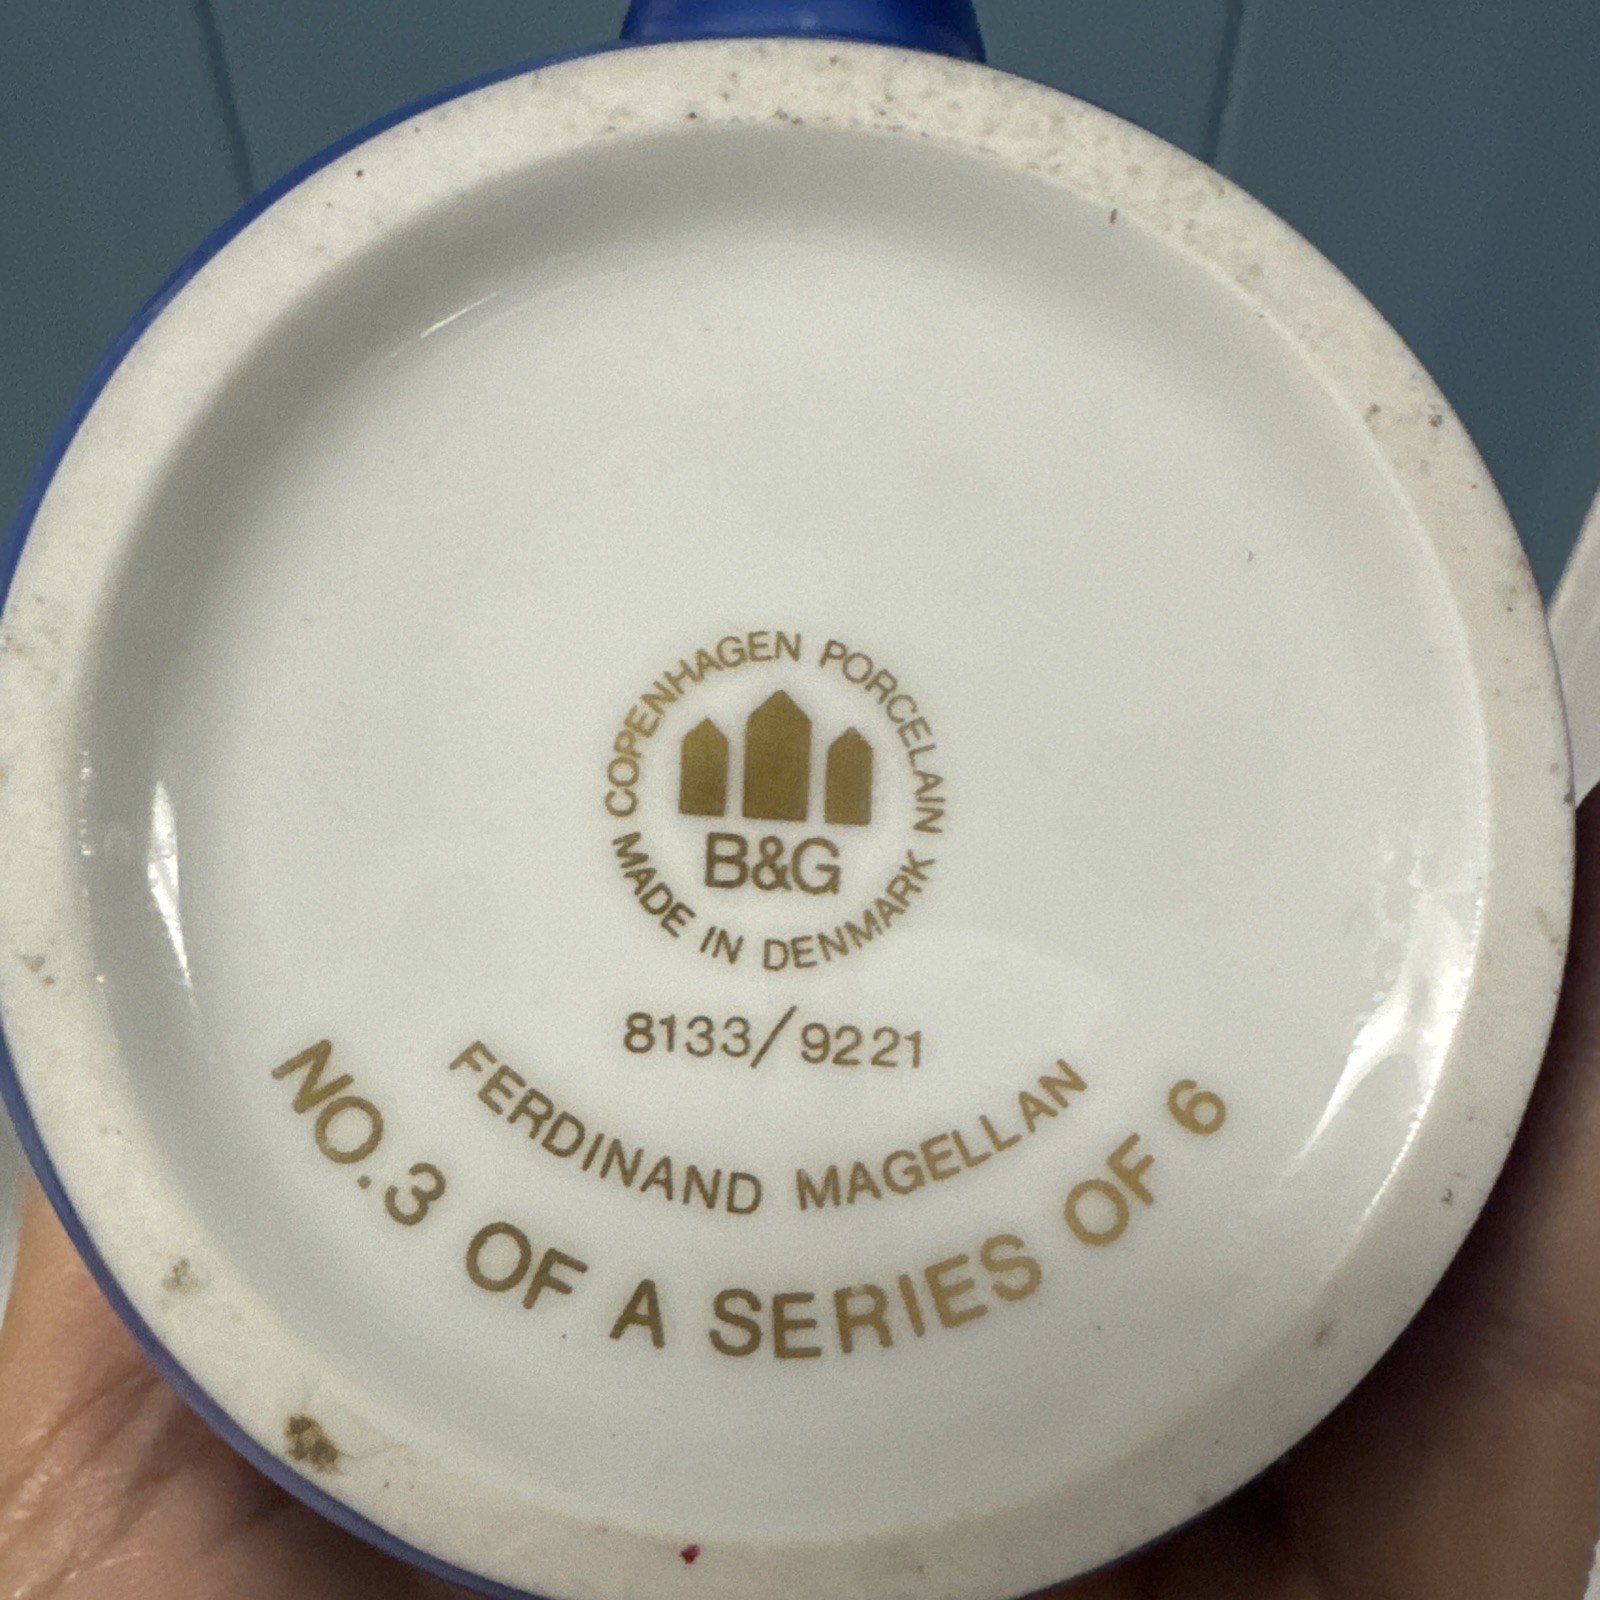 COPENHAGEN PORCELAIN
B&G
MADE IN DENMARK
8133/9221
FERDINAND MAGELLAN
NO.3 OF A SERIES OF 6